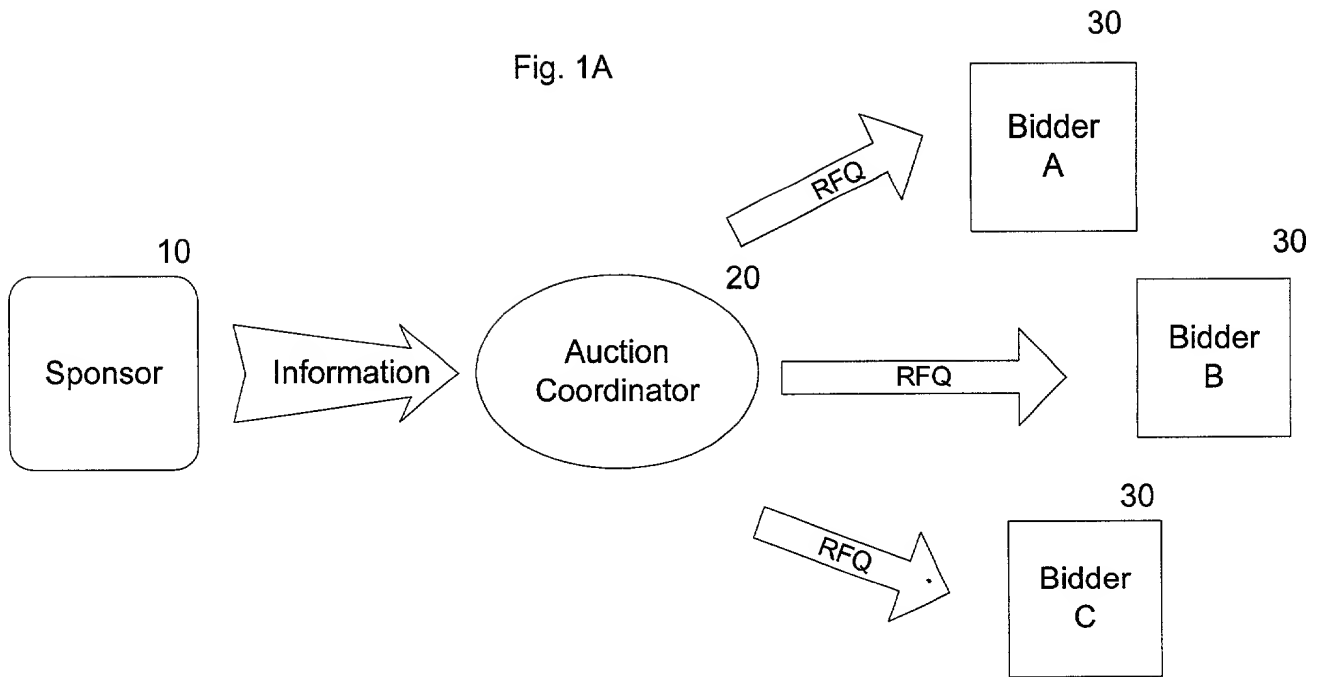 Fig. 1A
30
Bidder
A
RFQ
10
Sponsor
Information
20
Auction
Coordinator
RFQ
30
Bidder
B
RFQ
30
Bidder
C